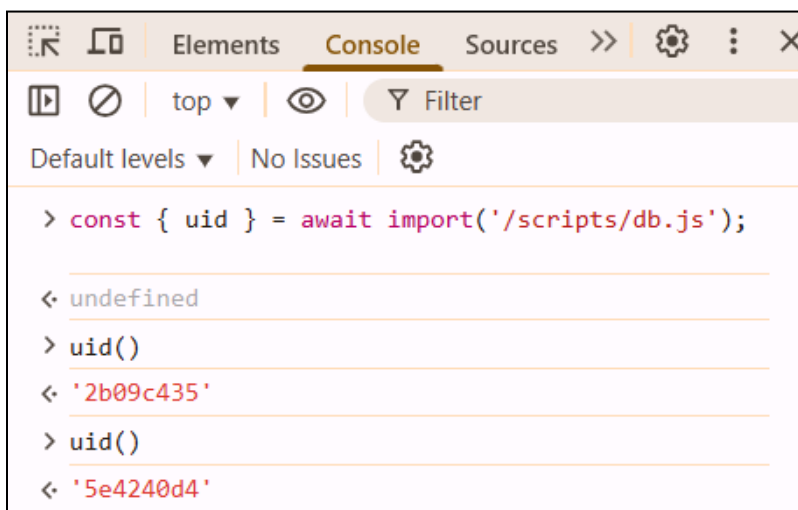 Elements Console Sources
top Filter
Default levels No Issues
const { uid } = await import('/scripts/db.js');
undefined
uid()
'2b09c435'
uid()
'5e4240d4'